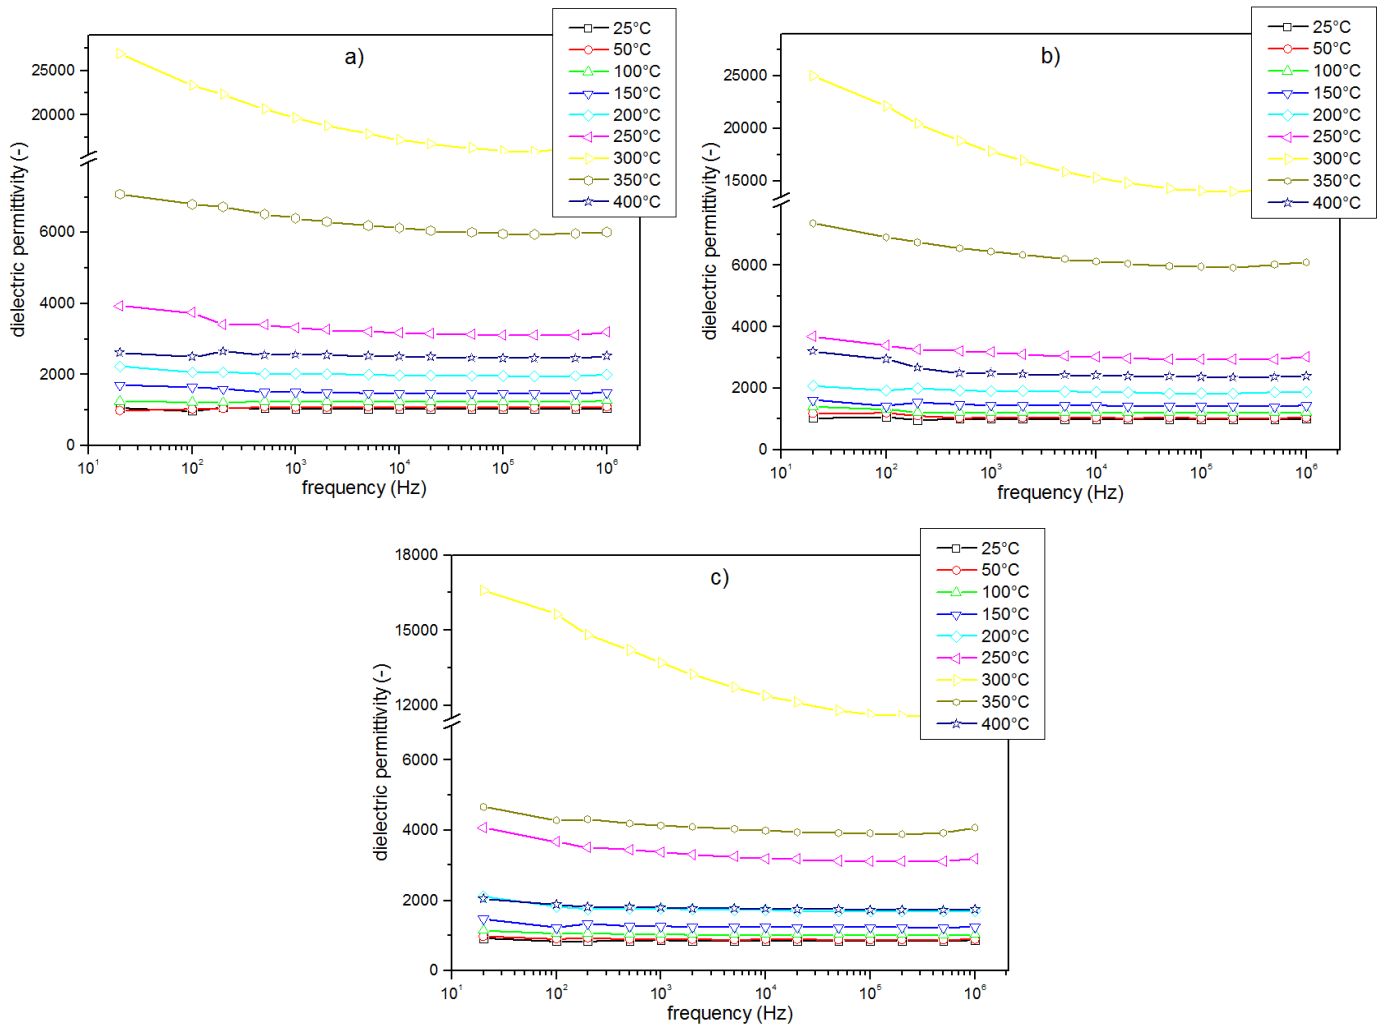 a)
25°C
50°C
100°C
150°C
200°C
250°C
300°C
350°C
400°C
25000
20000
6000
4000
2000
0
dielectric permittivity (-)
10¹ 10² 10³ 10⁴ 10⁵ 10⁶
frequency (Hz)
b)
25°C
50°C
100°C
150°C
200°C
250°C
300°C
350°C
400°C
25000
20000
15000
6000
4000
2000
0
dielectric permittivity (-)
10¹ 10² 10³ 10⁴ 10⁵ 10⁶
frequency (Hz)
c)
25°C
50°C
100°C
150°C
200°C
250°C
300°C
350°C
400°C
18000
15000
12000
6000
4000
2000
0
dielectric permittivity (-)
10¹ 10² 10³ 10⁴ 10⁵ 10⁶
frequency (Hz)